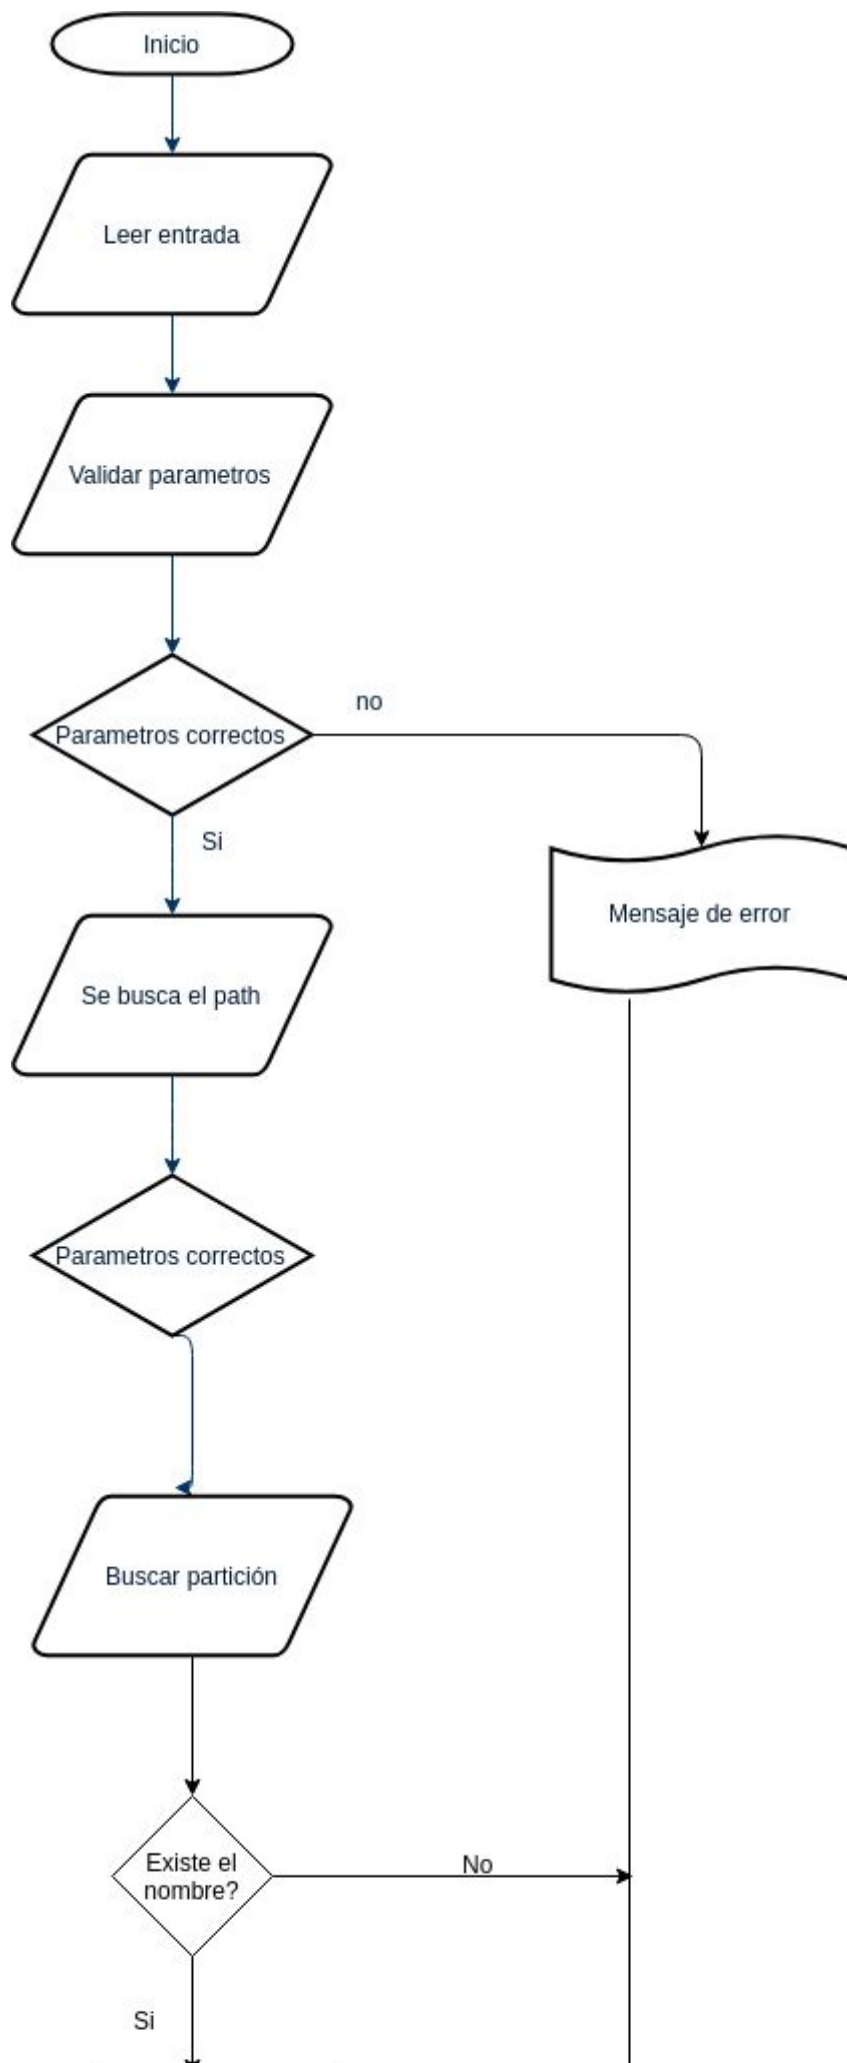 Inicio
Leer entrada
Validar parametros
Parametros correctos
no
Si
Mensaje de error
Se busca el path
Parametros correctos
Buscar partición
Existe el
nombre?
No
Si